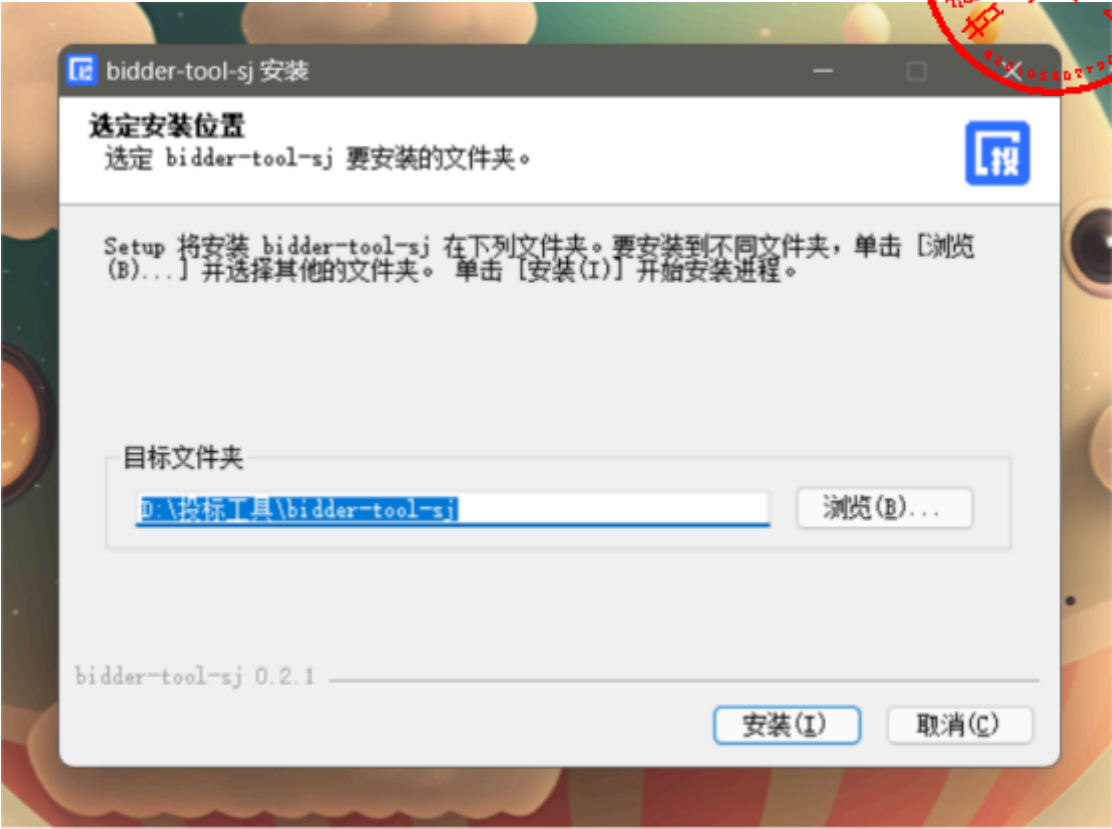 bidder-tool-sj 安装
选定安装位置
选定 bidder-tool-sj 要安装的文件夹。
投
Setup 将安装 bidder-tool-sj 在下列文件夹。要安装到不同文件夹，单击 [浏览
(B)...] 并选择其他的文件夹。 单击 [安装(I)] 开始安装进程。
目标文件夹
D:\投标工具\bidder-tool-sj
浏览(B)...
bidder-tool-sj 0.2.1
安装(I)
取消(C)